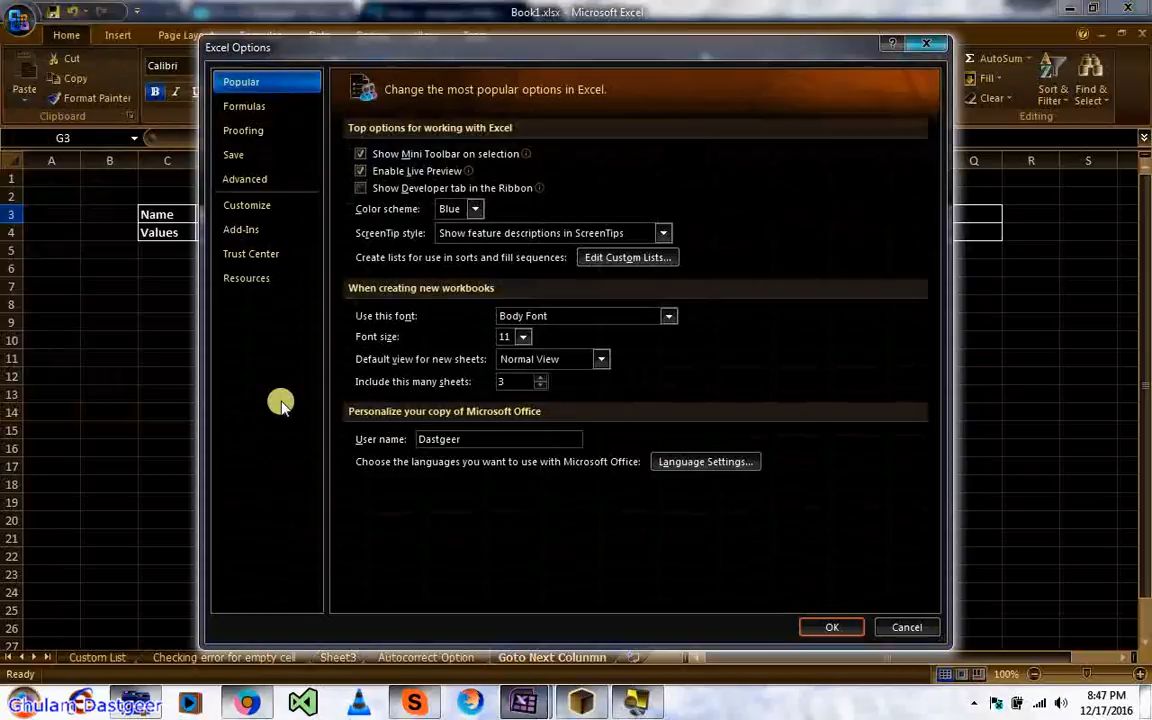 Book1.xlsx - Microsoft Excel
Home Insert Page Layout
Cut
Copy
Format Painter
Paste
Clipboard
Calibri
B I
AutoSum
Fill
Clear
Sort & Filter
Find & Select
Editing
G3
A B C Q R S
1
2
3 Name
4 Values
5
6
7
8
9
10
11
12
13
14
15
16
17
18
19
20
21
22
23
24
25
26
27
Excel Options
Popular
Formulas
Proofing
Save
Advanced
Customize
Add-Ins
Trust Center
Resources
Change the most popular options in Excel.
Top options for working with Excel
Show Mini Toolbar on selection
Enable Live Preview
Show Developer tab in the Ribbon
Color scheme: Blue
ScreenTip style: Show feature descriptions in ScreenTips
Create lists for use in sorts and fill sequences: Edit Custom Lists...
When creating new workbooks
Use this font: Body Font
Font size: 11
Default view for new sheets: Normal View
Include this many sheets: 3
Personalize your copy of Microsoft Office
User name: Dastgeer
Choose the languages you want to use with Microsoft Office: Language Settings...
OK Cancel
Custom List Checking error for empty cell Sheet3 Autocorrect Option Goto Next Colunmn
Ready 100%
Ghulam Dastgeer
8:47 PM
12/17/2016